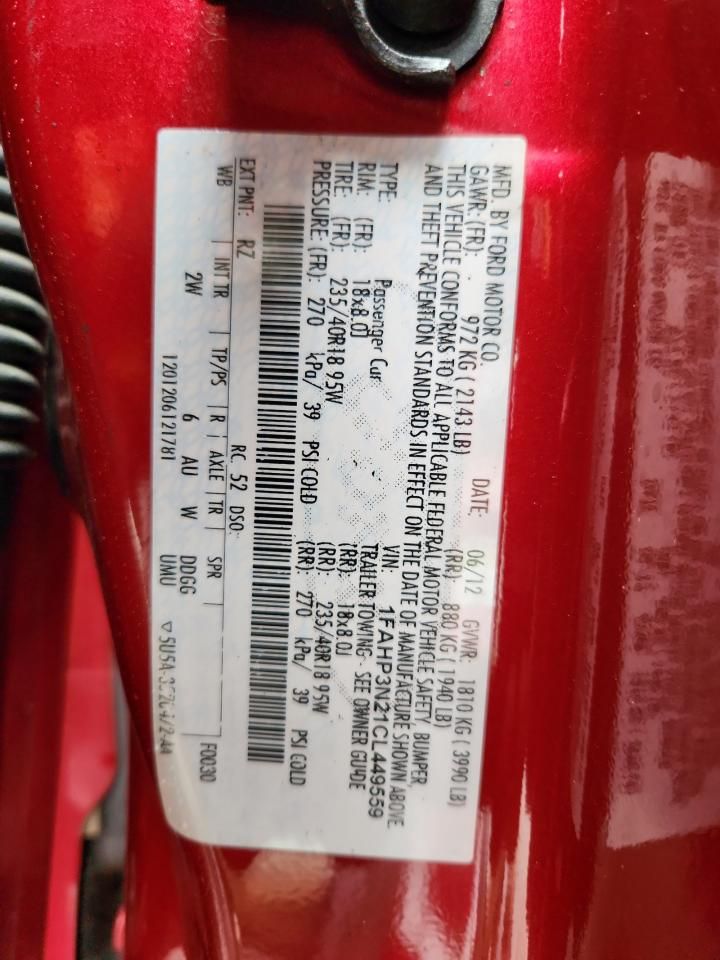 MFD. BY FORD MOTOR CO.
DATE: 06/12 GVWR: 1810 KG ( 3990 LB)
GAWR: (FR): 972 KG ( 2143 LB) (RR): 880 KG ( 1940 LB)
THIS VEHICLE CONFORMS TO ALL APPLICABLE FEDERAL MOTOR VEHICLE SAFETY, BUMPER,
AND THEFT PREVENTION STANDARDS IN EFFECT ON THE DATE OF MANUFACTURE SHOWN ABOVE.
VIN: 1FAHP3N21CL449559
TYPE: Passenger Car TRAILER TOWING - SEE OWNER GUIDE
RIM: (FR): 18x8.0J (RR): 18x8.0J
TIRE: (FR): 235/40R18 95W (RR): 235/40R18 95W
PRESSURE: (FR): 270 kPa/ 39 PSI COLD (RR): 270 kPa/ 39 PSI COLD
EXT PNT: RZ RC: 52 DSO: F0030
WB INT TR TP/PS R AXLE TR SPR
2W 6 AU W DDGG
UMU
1201206121781